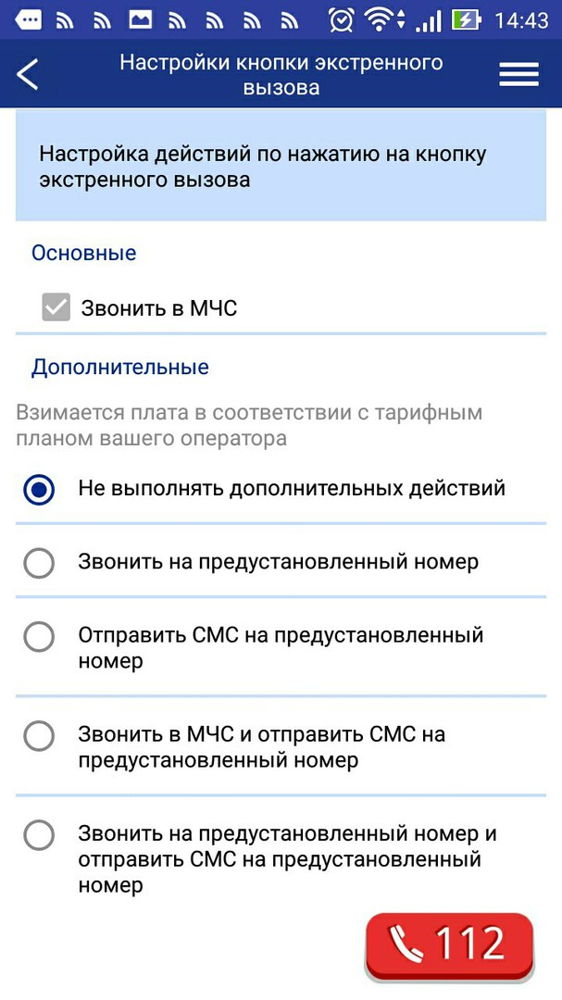 14:43
Настройки кнопки экстренного
вызова
Настройка действий по нажатию на кнопку
экстренного вызова
Основные
Звонить в МЧС
Дополнительные
Взимается плата в соответствии с тарифным
планом вашего оператора
Не выполнять дополнительных действий
Звонить на предустановленный номер
Отправить СМС на предустановленный
номер
Звонить в МЧС и отправить СМС на
предустановленный номер
Звонить на предустановленный номер и
отправить СМС на предустановленный
номер
112